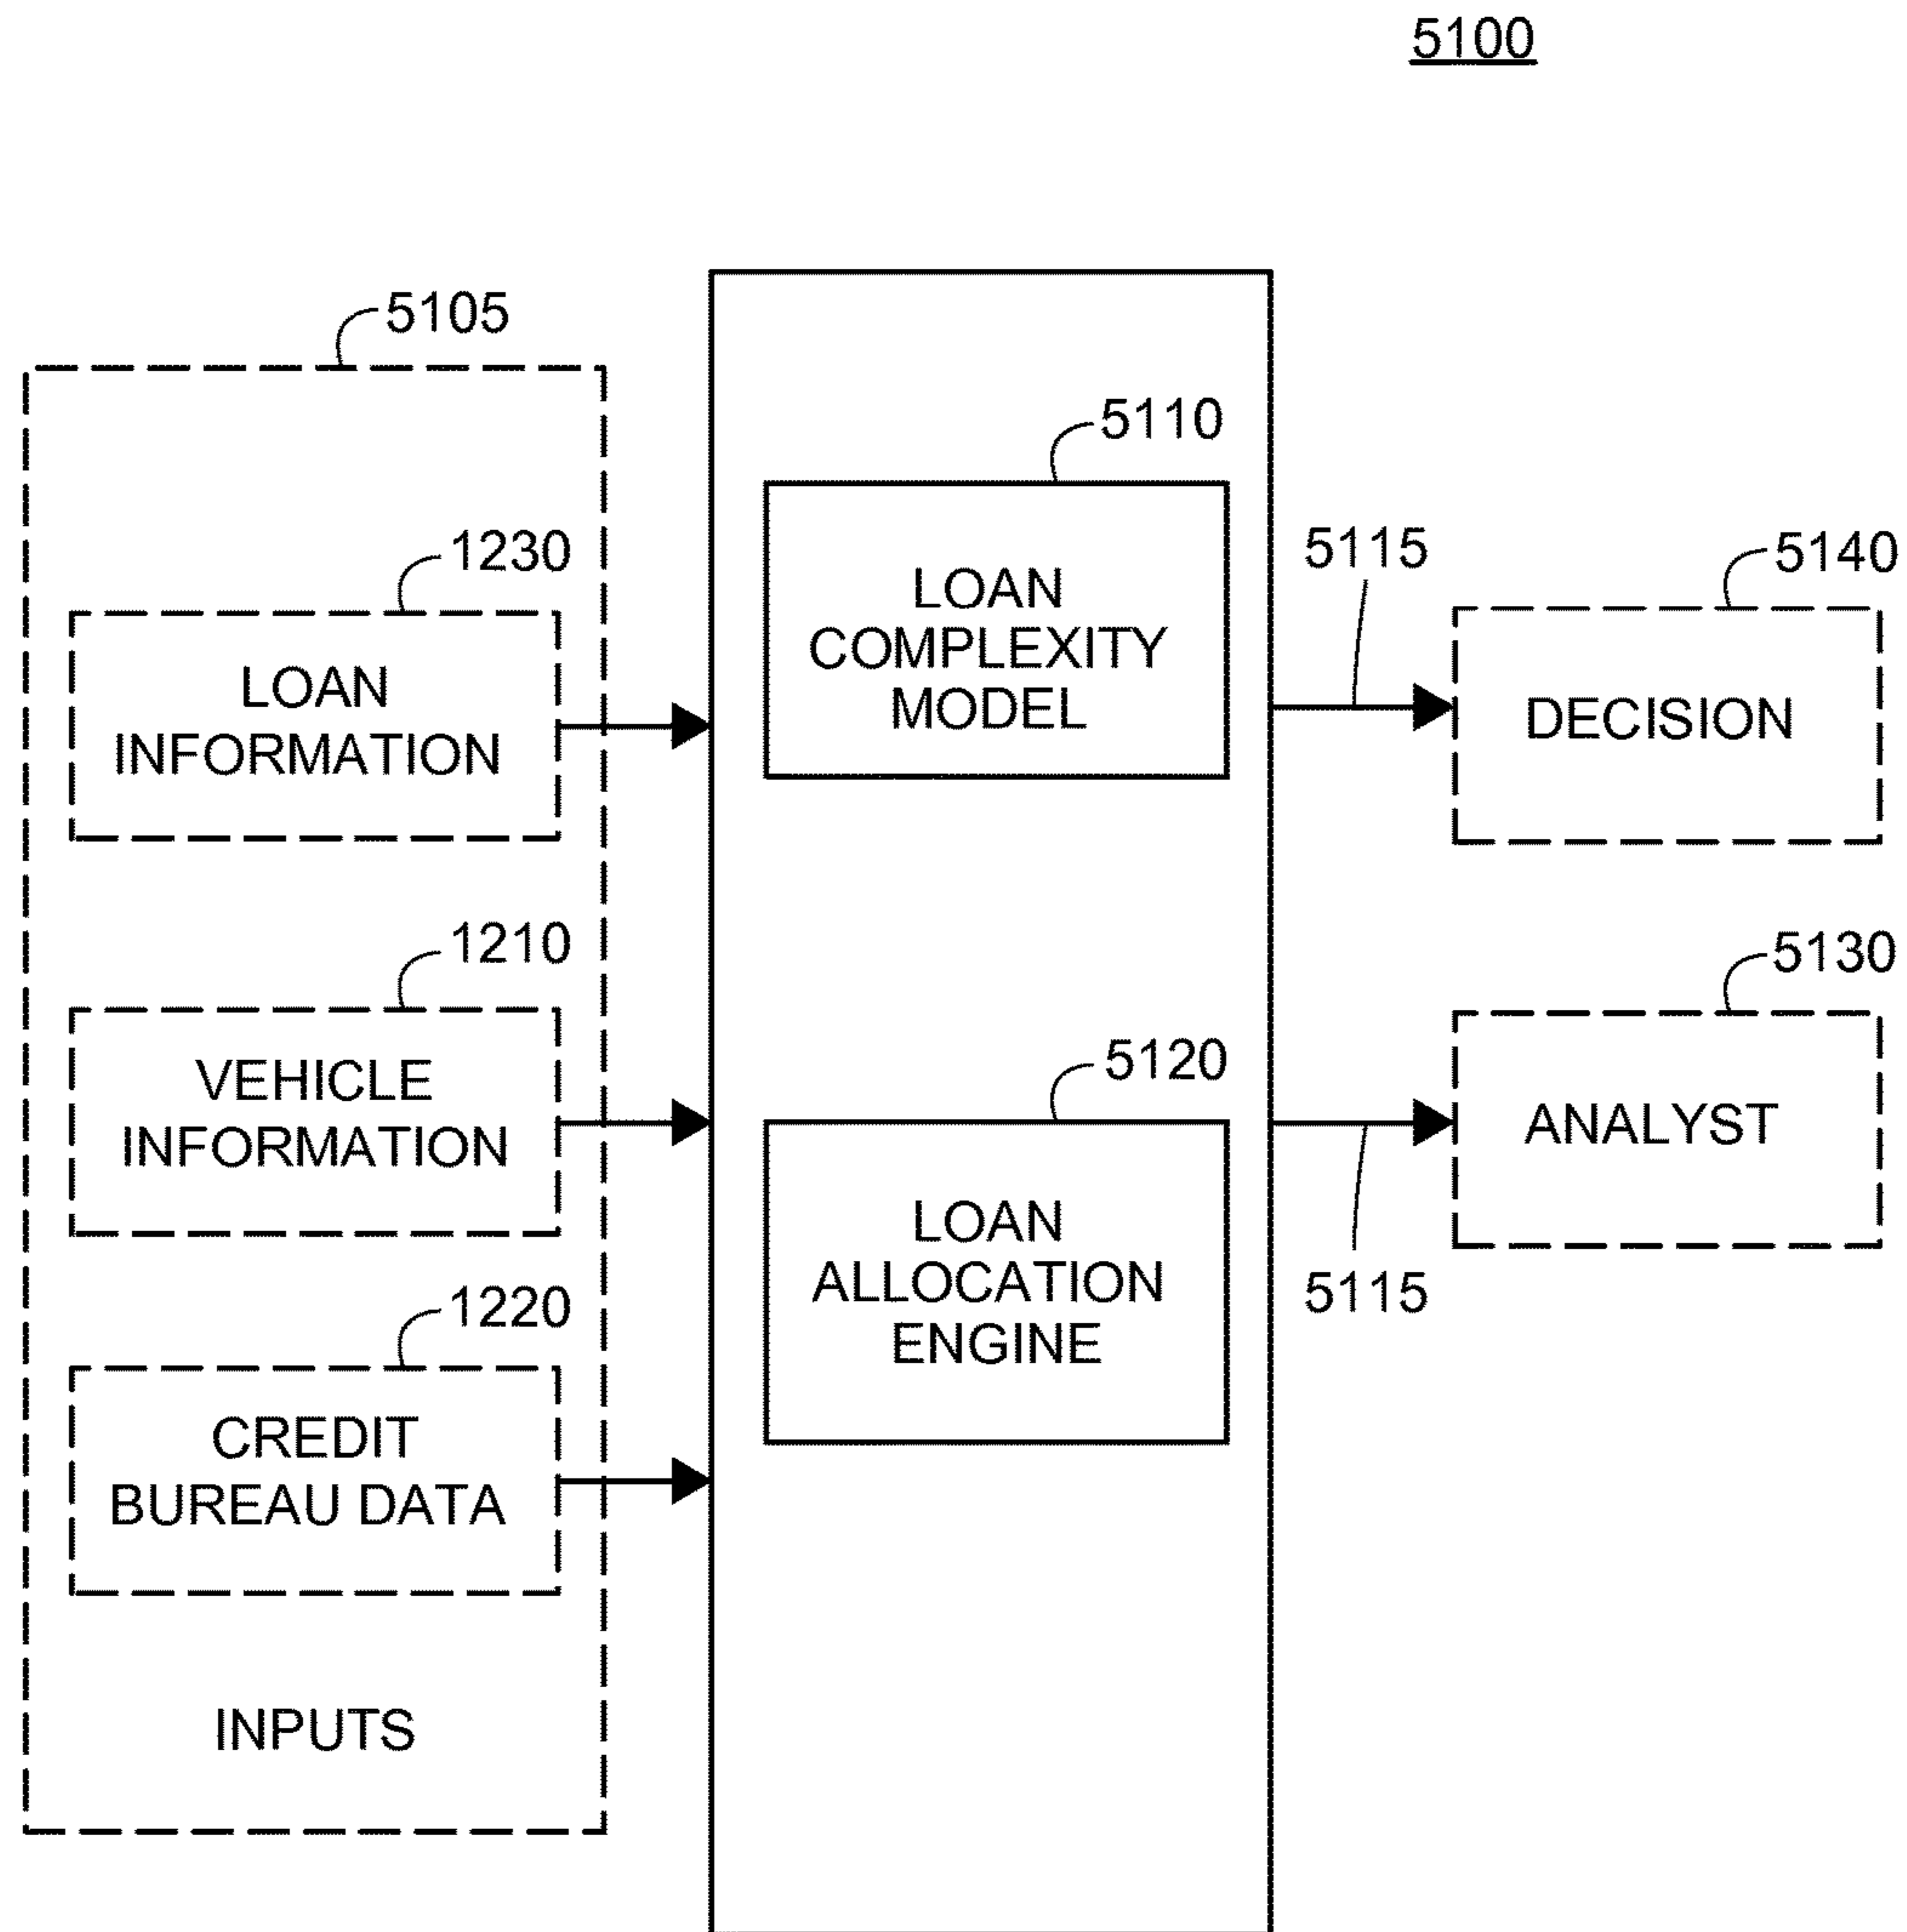 5100
5105
1230
LOAN
INFORMATION
1210
VEHICLE
INFORMATION
1220
CREDIT
BUREAU DATA
INPUTS
5110
LOAN
COMPLEXITY
MODEL
5120
LOAN
ALLOCATION
ENGINE
5115
5140
DECISION
5130
ANALYST
5115